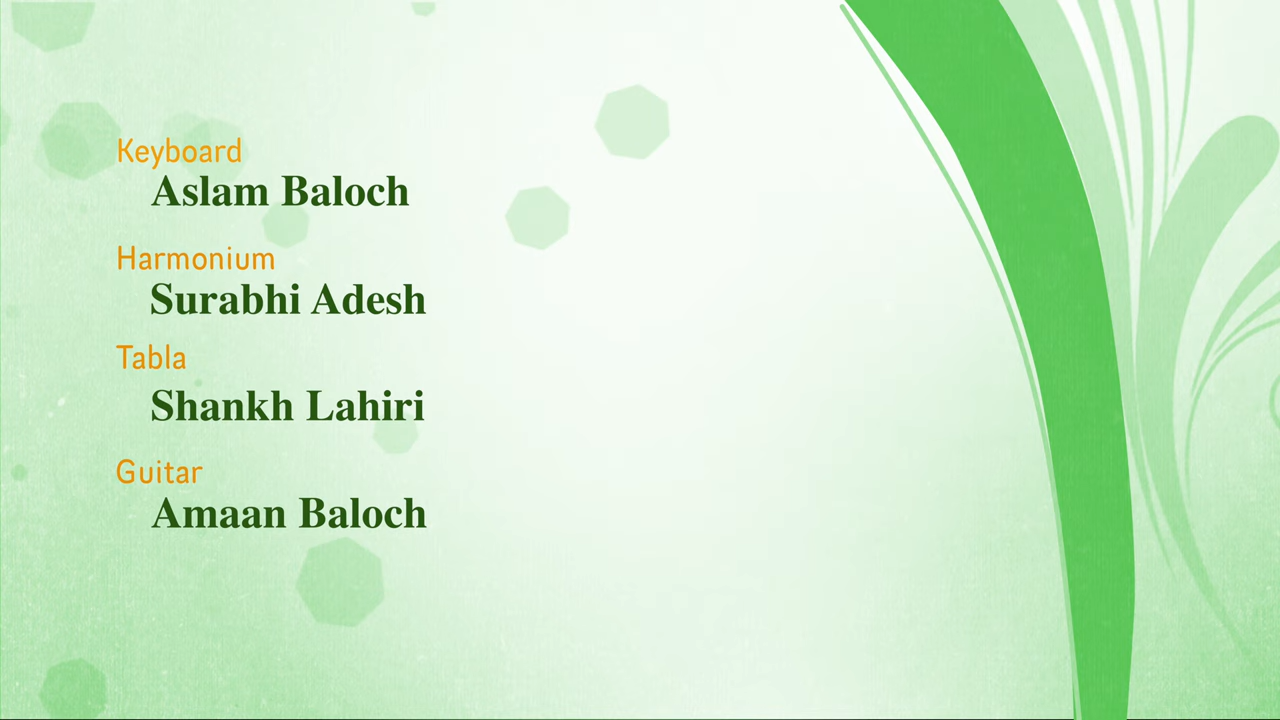 Keyboard
Aslam Baloch
Harmonium
Surabhi Adesh
Tabla
Shankh Lahiri
Guitar
Amaan Baloch